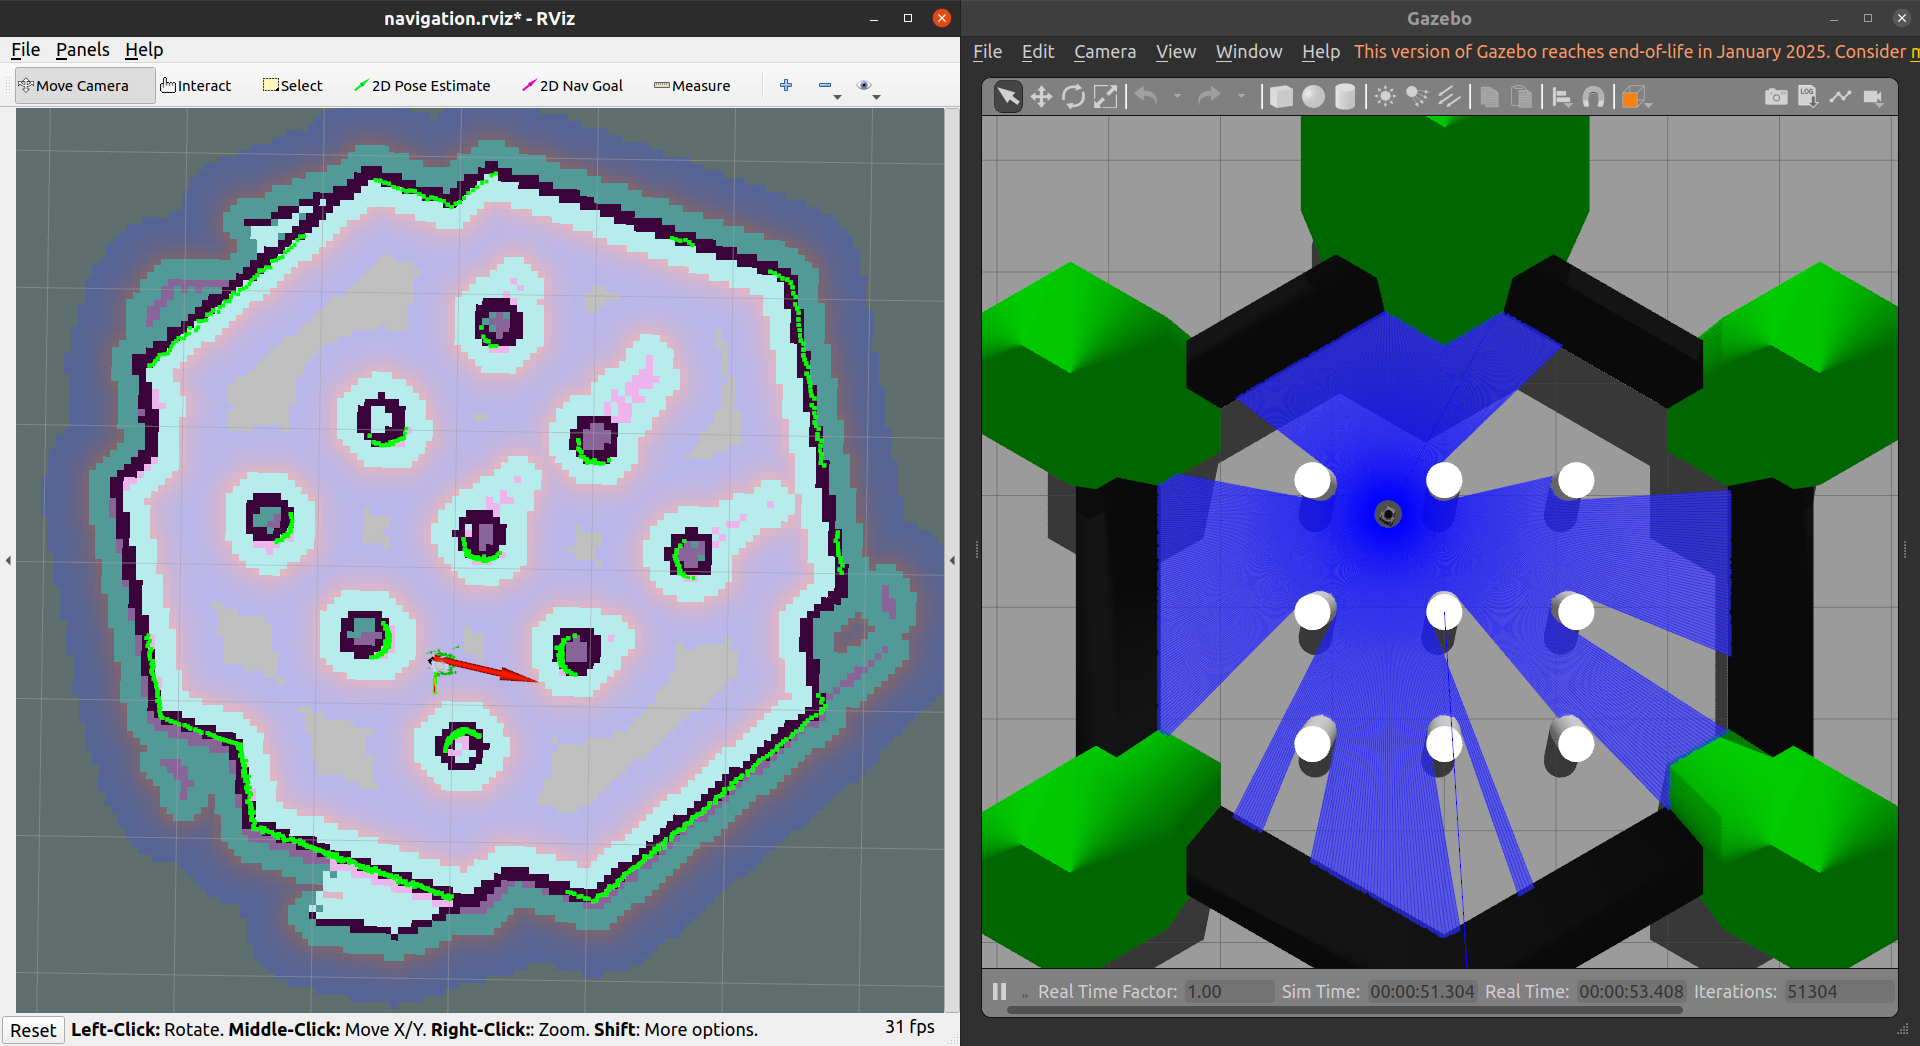 navigation.rviz* - RViz
File Panels Help
Move Camera Interact Select 2D Pose Estimate 2D Nav Goal Measure
Reset Left-Click: Rotate. Middle-Click: Move X/Y. Right-Click:: Zoom. Shift: More options. 31 fps
Gazebo
File Edit Camera View Window Help This version of Gazebo reaches end-of-life in January 2025. Consider
LOG
Real Time Factor: 1.00 Sim Time: 00:00:51.304 Real Time: 00:00:53.408 Iterations: 51304